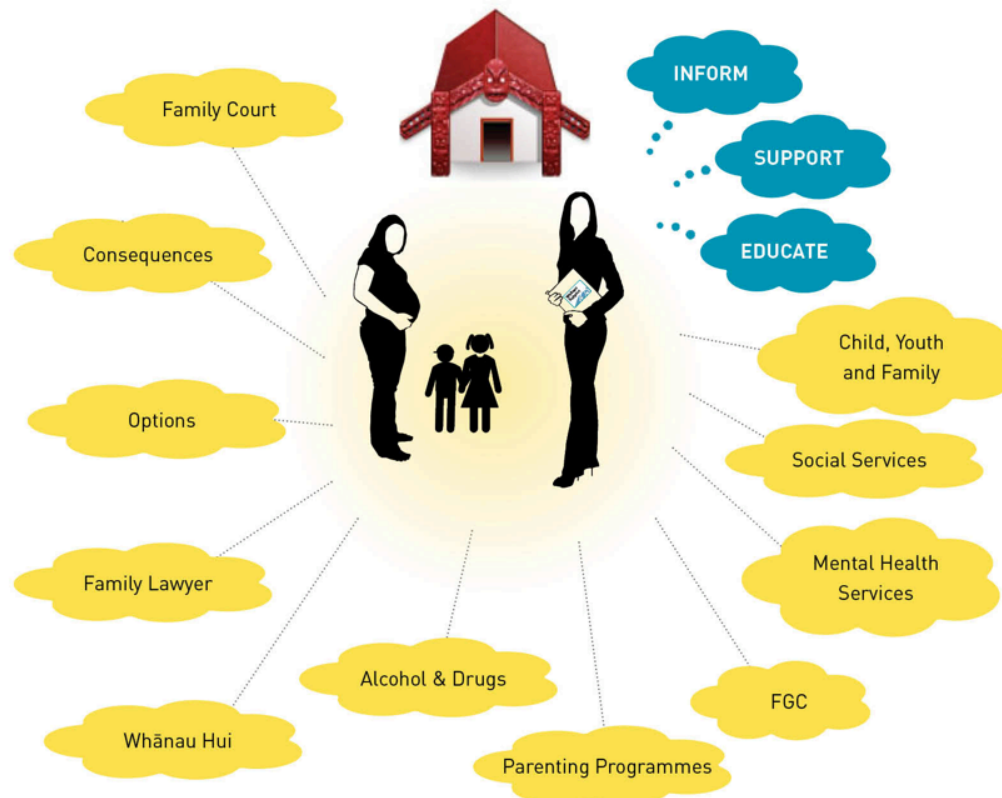 Family Court
INFORM
SUPPORT
EDUCATE
Consequences
Options
Child, Youth
and Family
Social Services
Family Lawyer
Mental Health
Services
Alcohol & Drugs
FGC
Whānau Hui
Parenting Programmes